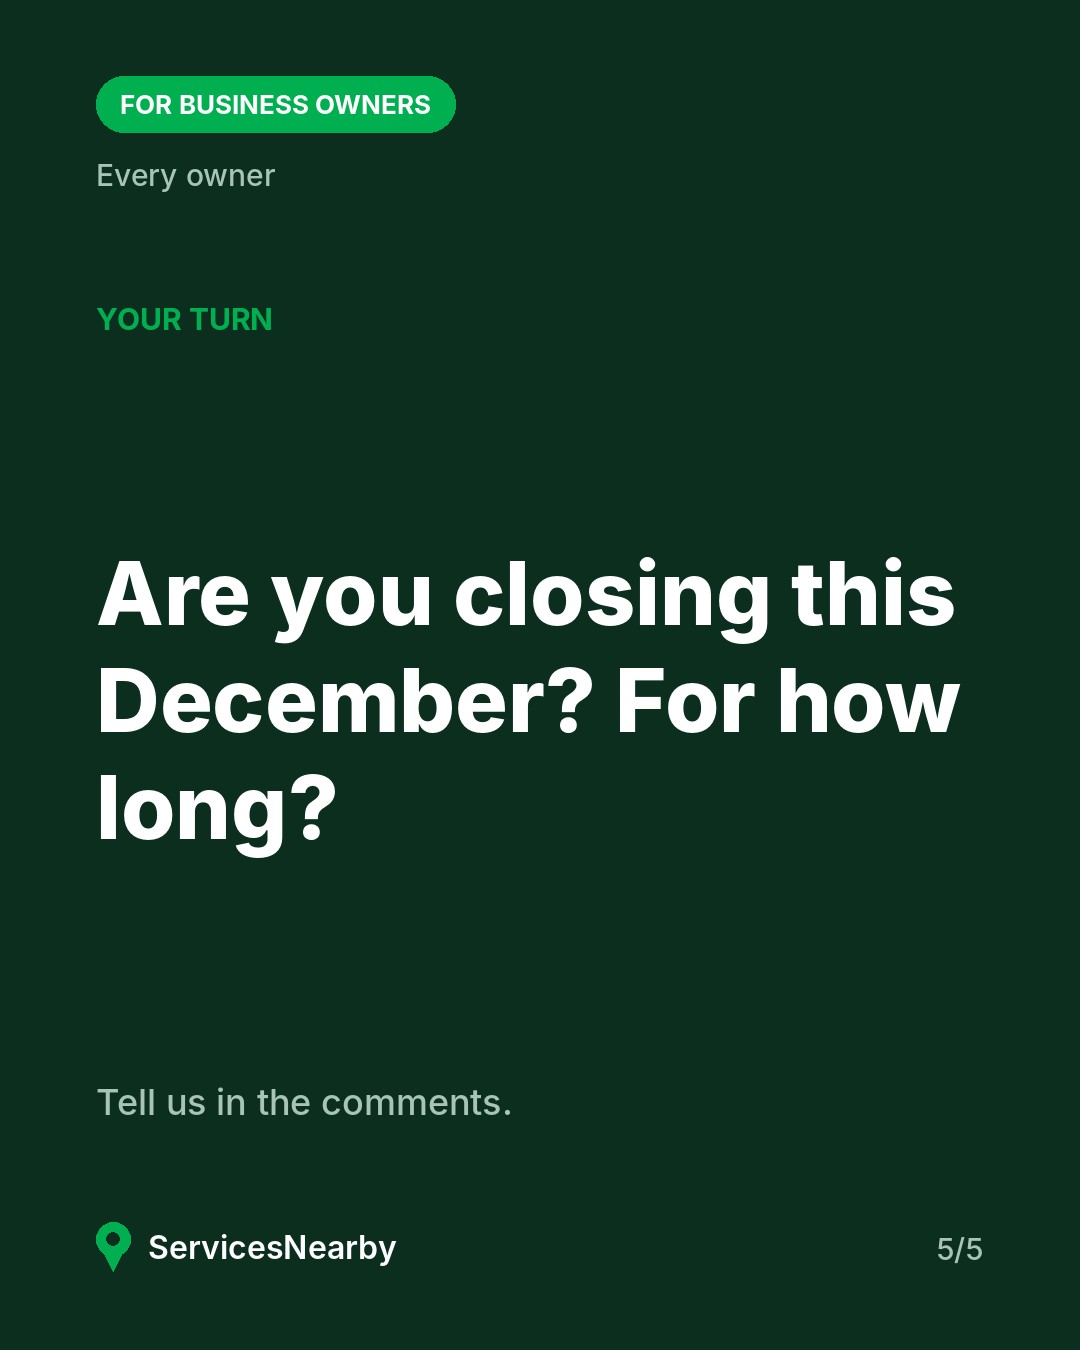 FOR BUSINESS OWNERS
Every owner
YOUR TURN
Are you closing this
December? For how
long?
Tell us in the comments.
ServicesNearby
5/5